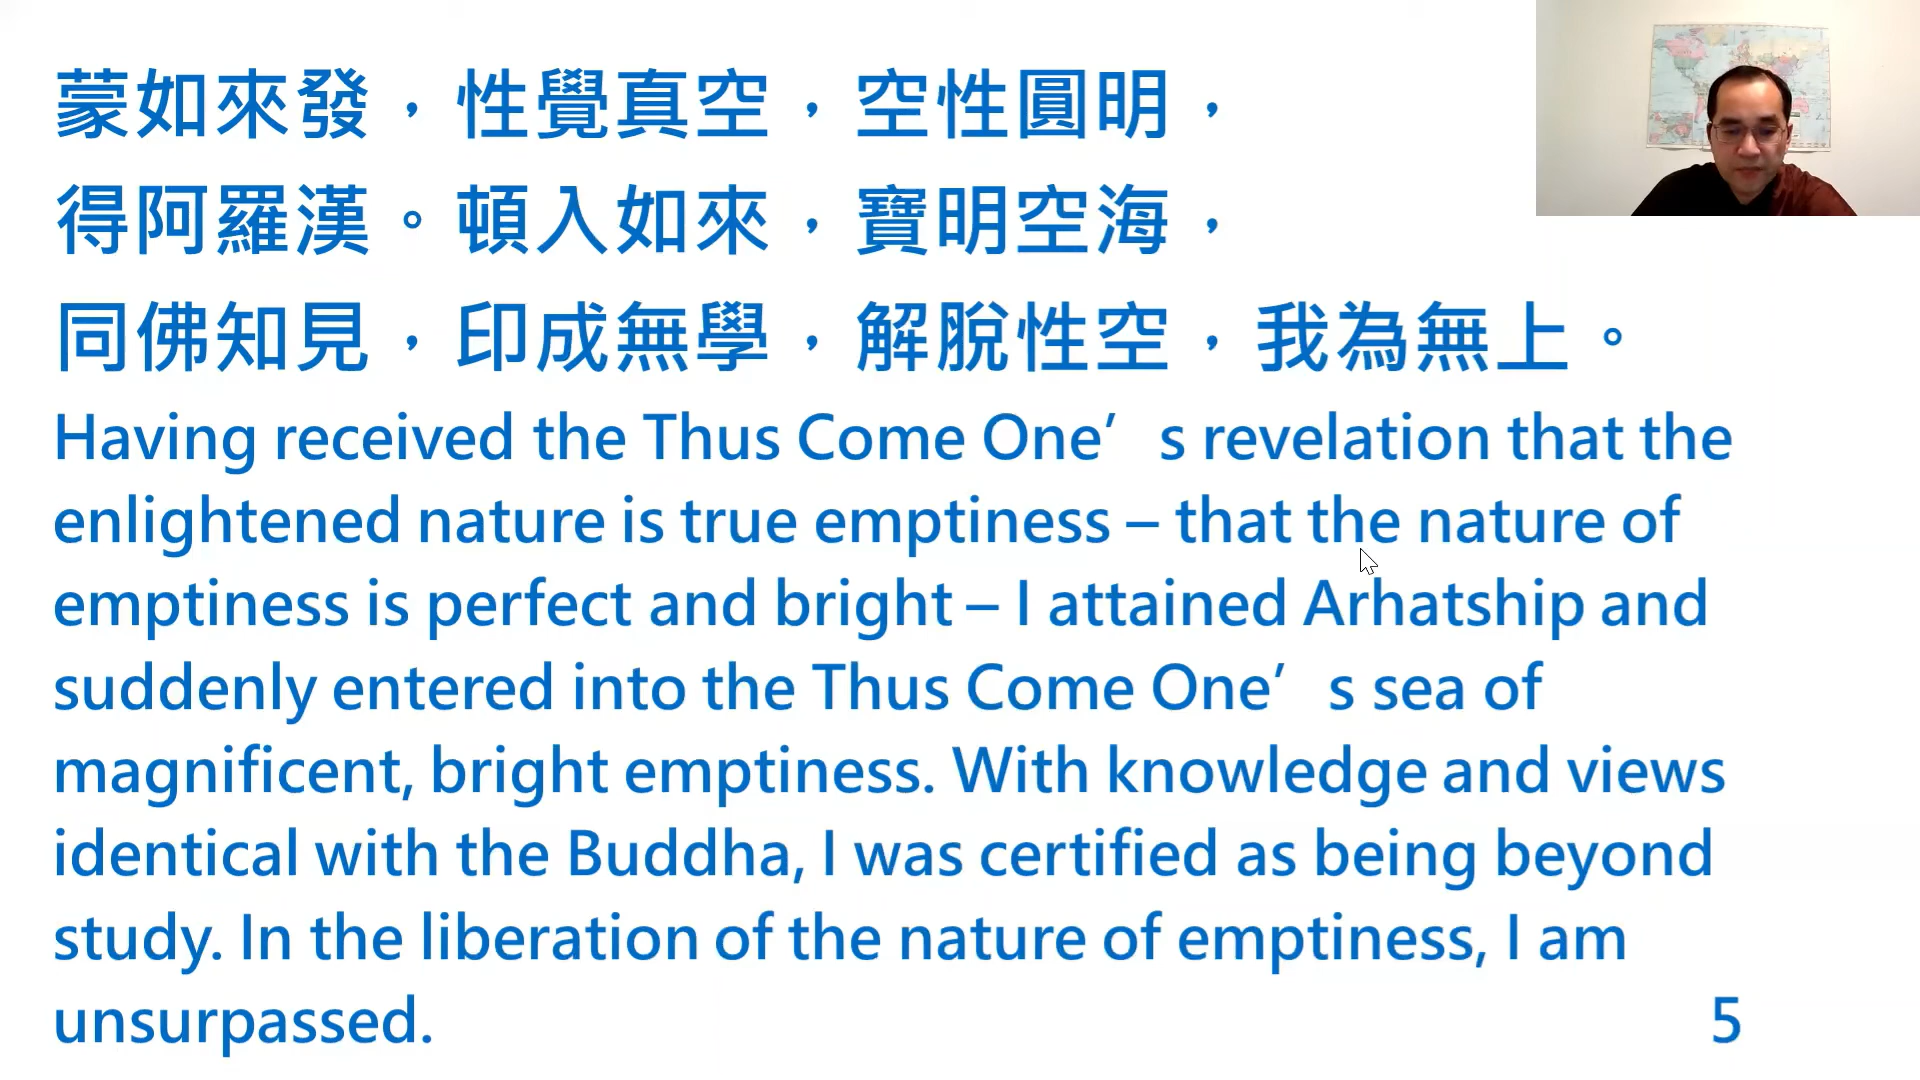 蒙如來發，性覺真空，空性圓明，
得阿羅漢。頓入如來，寶明空海，
同佛知見，印成無學，解脫性空，我為無上。
Having received the Thus Come One’s revelation that the
enlightened nature is true emptiness – that the nature of
emptiness is perfect and bright – I attained Arhatship and
suddenly entered into the Thus Come One’s sea of
magnificent, bright emptiness. With knowledge and views
identical with the Buddha, I was certified as being beyond
study. In the liberation of the nature of emptiness, I am
unsurpassed.
5